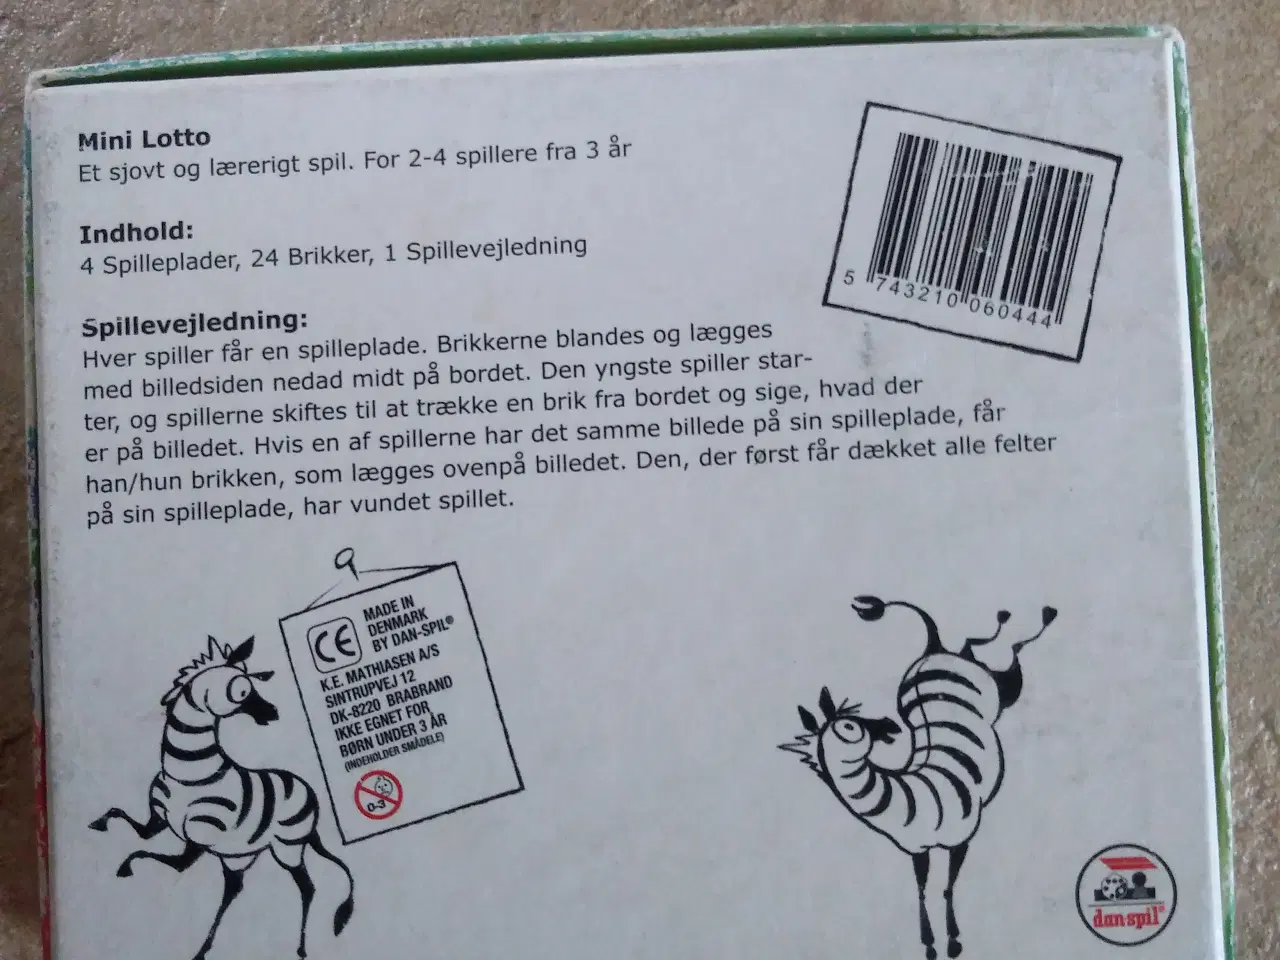 Mini Lotto
Et sjovt og lærerigt spil. For 2-4 spillere fra 3 år
Indhold:
4 Spilleplader, 24 Brikker, 1 Spillevejledning
Spillevejledning:
Hver spiller får en spilleplade. Brikkerne blandes og lægges
med billedsiden nedad midt på bordet. Den yngste spiller star-
ter, og spillerne skiftes til at trække en brik fra bordet og sige, hvad der
er på billedet. Hvis en af spillerne har det samme billede på sin spilleplade, får
han/hun brikken, som lægges ovenpå billedet. Den, der først får dækket alle felter
på sin spilleplade, har vundet spillet.
5 743210 060444
CE
MADE IN
DENMARK
BY DAN-SPIL®
K.E. MATHIASEN A/S
SINTRUPVEJ 12
DK-8220 BRABRAND
IKKE EGNET FOR
BØRN UNDER 3 ÅR
(INDEHOLDER SMÅDELE)
0-3
dan-spil®